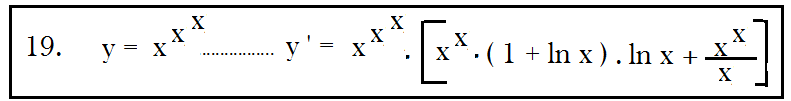 19. y = x^x^x ................ y ' = x^x^x . [ x^x . ( 1 + ln x ) . ln x + x^x / x ]